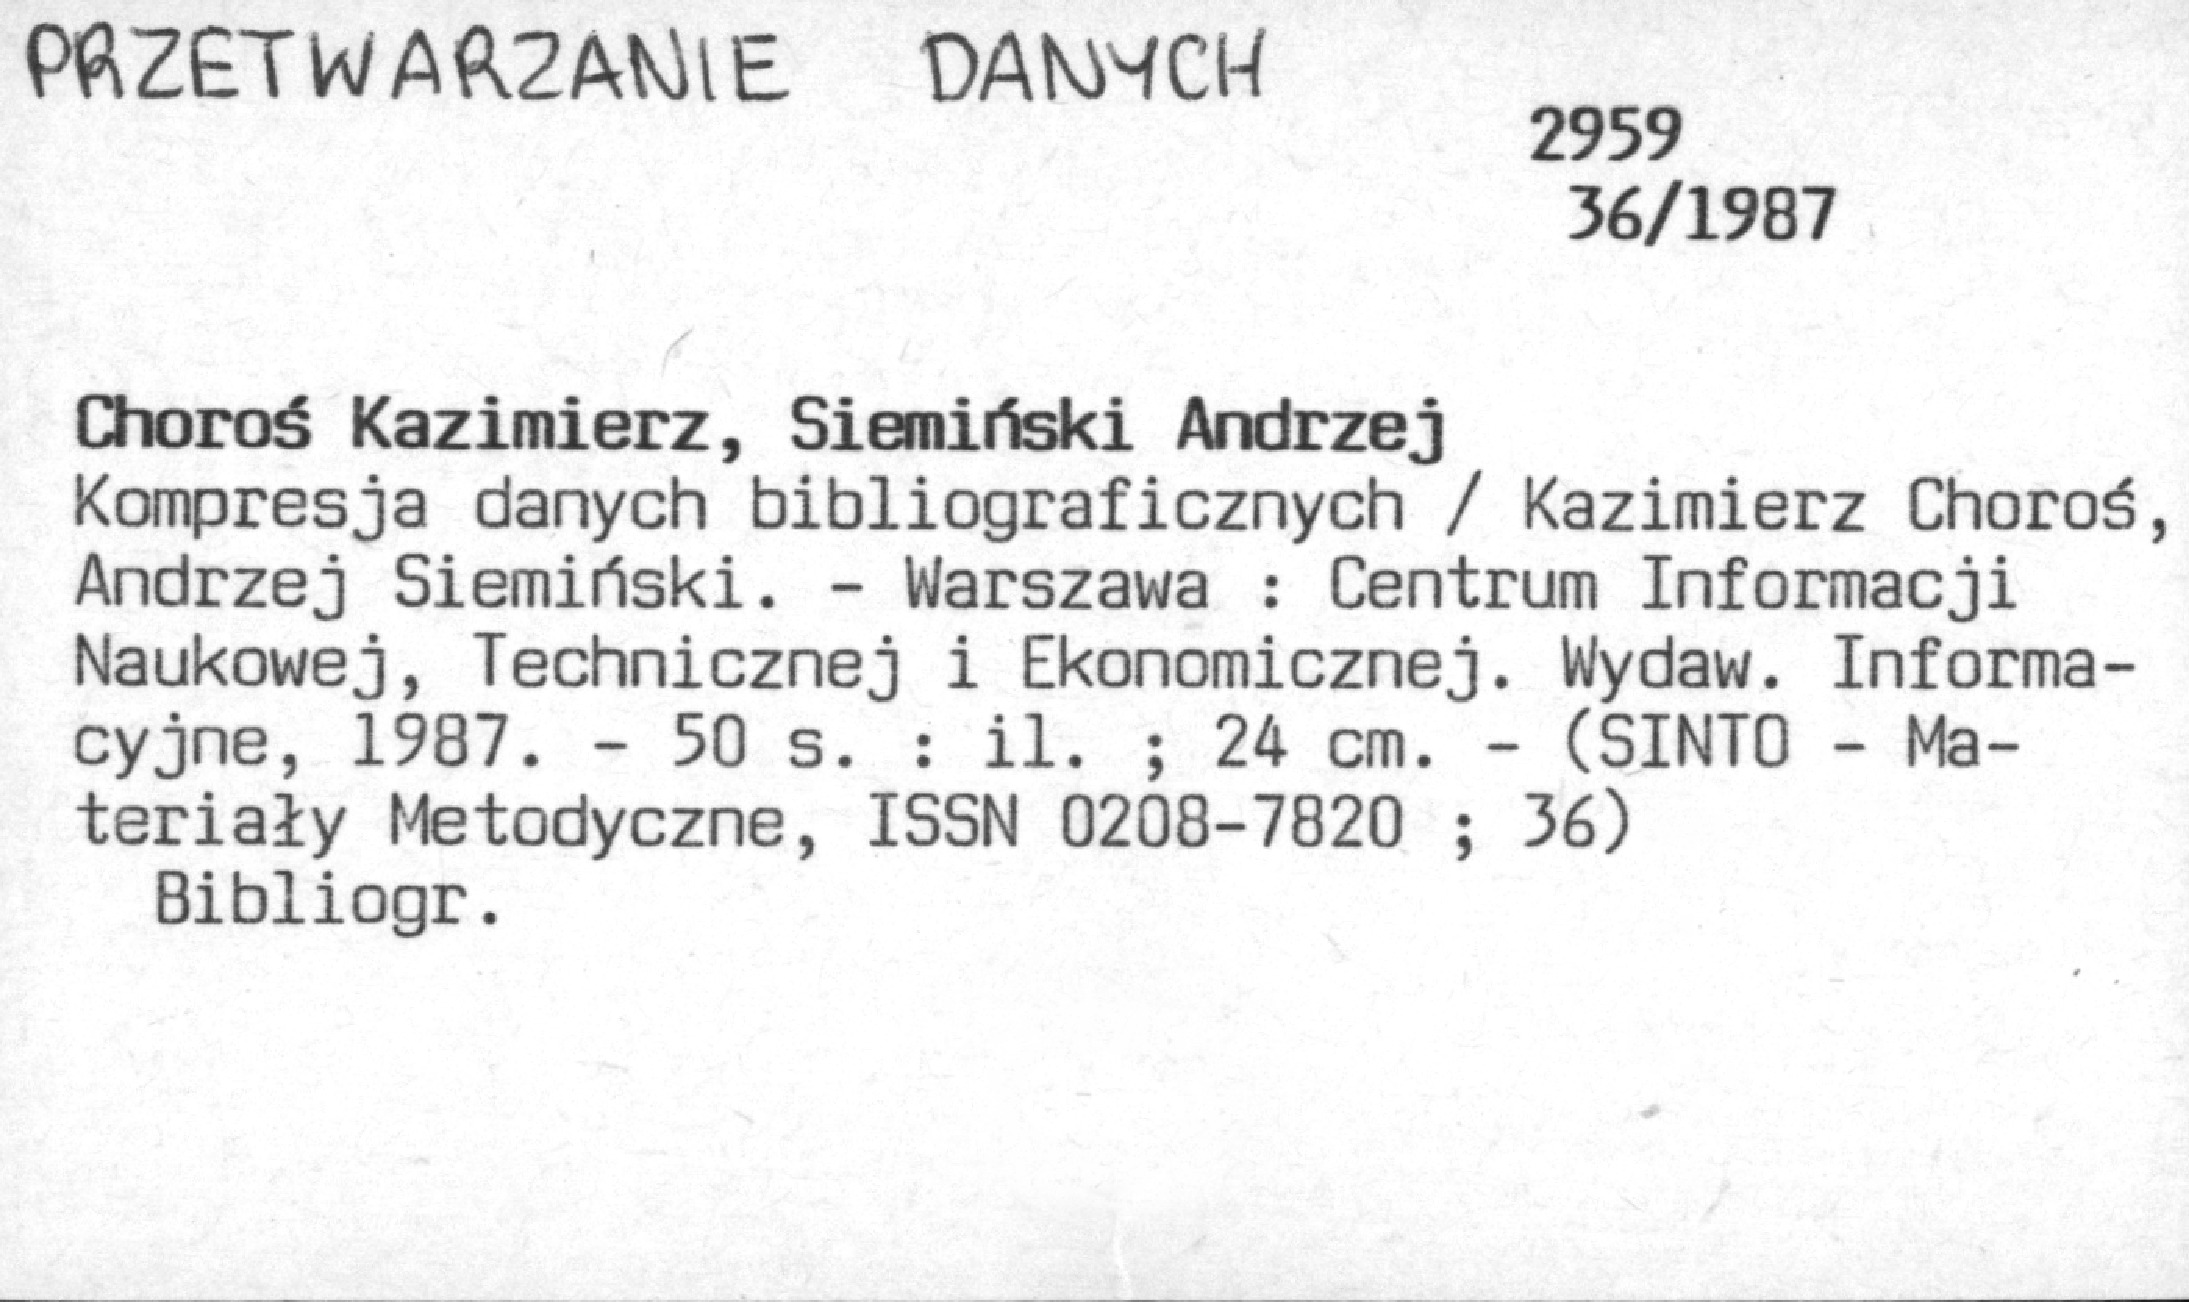 PRZETWARZANIE DANYCH
2959
36/1987
Choroś Kazimierz, Siemiński Andrzej
Kompresja danych bibliograficznych / Kazimierz Choroś,
Andrzej Siemiński. - Warszawa : Centrum Informacji
Naukowej, Technicznej i Ekonomicznej. Wydaw. Informa-
cyjne, 1987. - 50 s. : il. ; 24 cm. - (SINTO - Ma-
teriały Metodyczne, ISSN 0208-7820 ; 36)
Bibliogr.